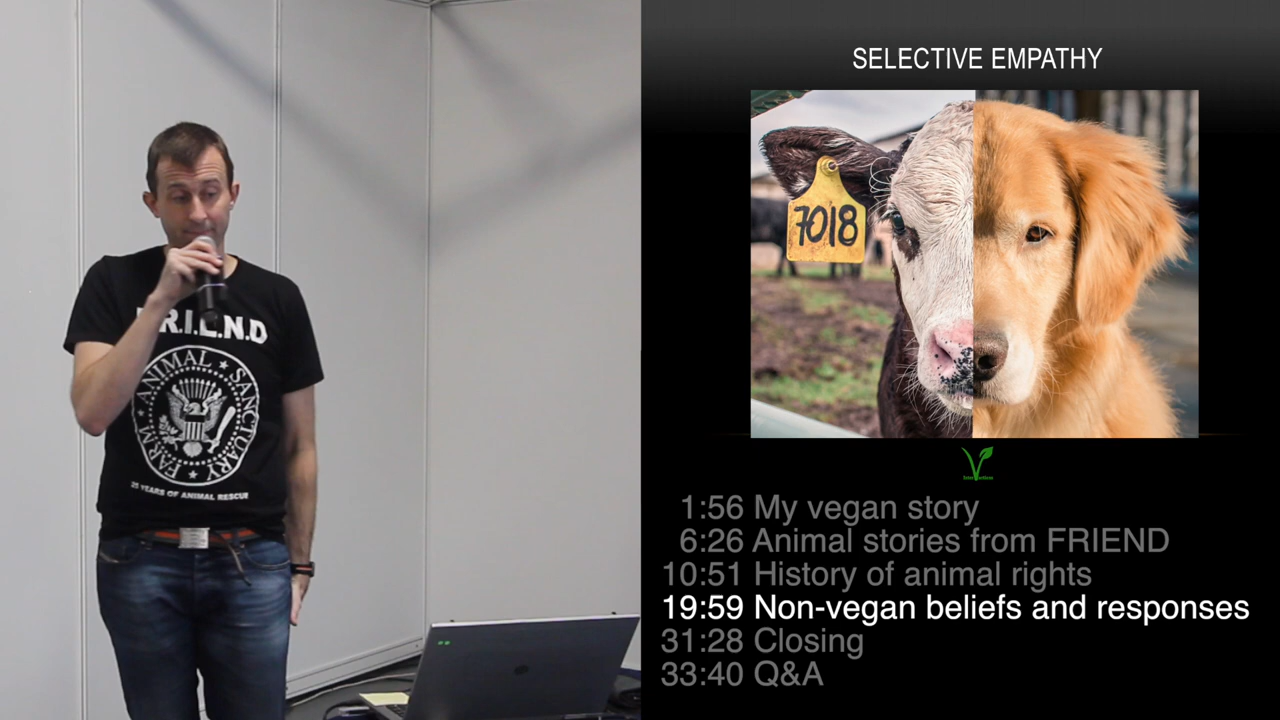 SELECTIVE EMPATHY
7018
F.R.I.E.N.D
ANIMAL SANCTUARY FARM
25 YEARS OF ANIMAL RESCUE
1:56 My vegan story
6:26 Animal stories from FRIEND
10:51 History of animal rights
19:59 Non-vegan beliefs and responses
31:28 Closing
33:40 Q&A